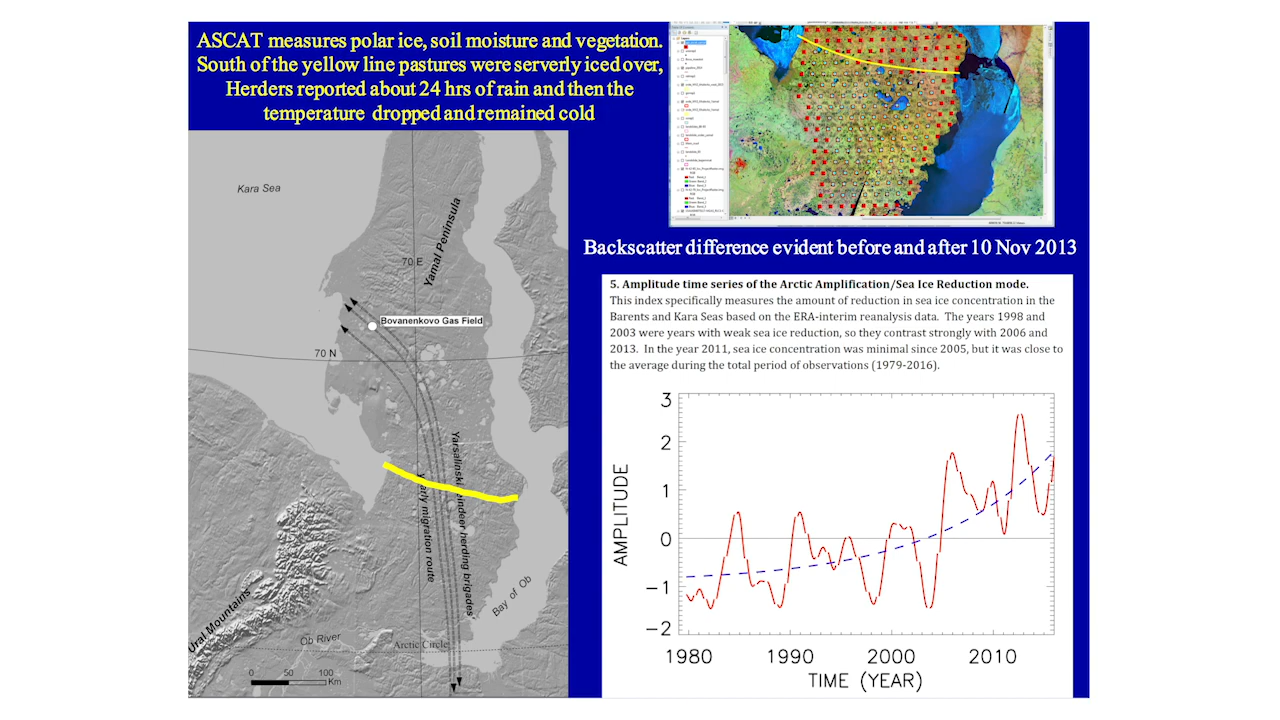 ASCAT measures polar ice, soil moisture and vegetation.
South of the yellow line pastures were serverly iced over,
Herders reported about 24 hrs of rain and then the
temperature dropped and remained cold
Kara Sea
Yamal Peninsula
70 E
Bovanenkovo Gas Field
70 N
Yarsalinski reindeer herding brigades
yearly migration route
Ural Mountains
Bay of Ob
Ob River
Arctic Circle
0 50 100
Km
Backscatter difference evident before and after 10 Nov 2013
5. Amplitude time series of the Arctic Amplification/Sea Ice Reduction mode.
This index specifically measures the amount of reduction in sea ice concentration in the
Barents and Kara Seas based on the ERA-interim reanalysis data. The years 1998 and
2003 were years with weak sea ice reduction, so they contrast strongly with 2006 and
2013. In the year 2011, sea ice concentration was minimal since 2005, but it was close to
the average during the total period of observations (1979-2016).
3
2
1
0
−1
−2
AMPLITUDE
1980 1990 2000 2010
TIME (YEAR)